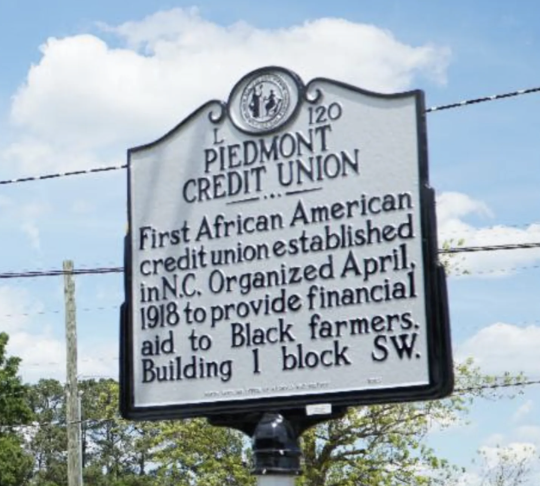 L 120
PIEDMONT
CREDIT UNION
First African American
credit union established
in N.C. Organized April,
1918 to provide financial
aid to Black farmers.
Building 1 block SW.